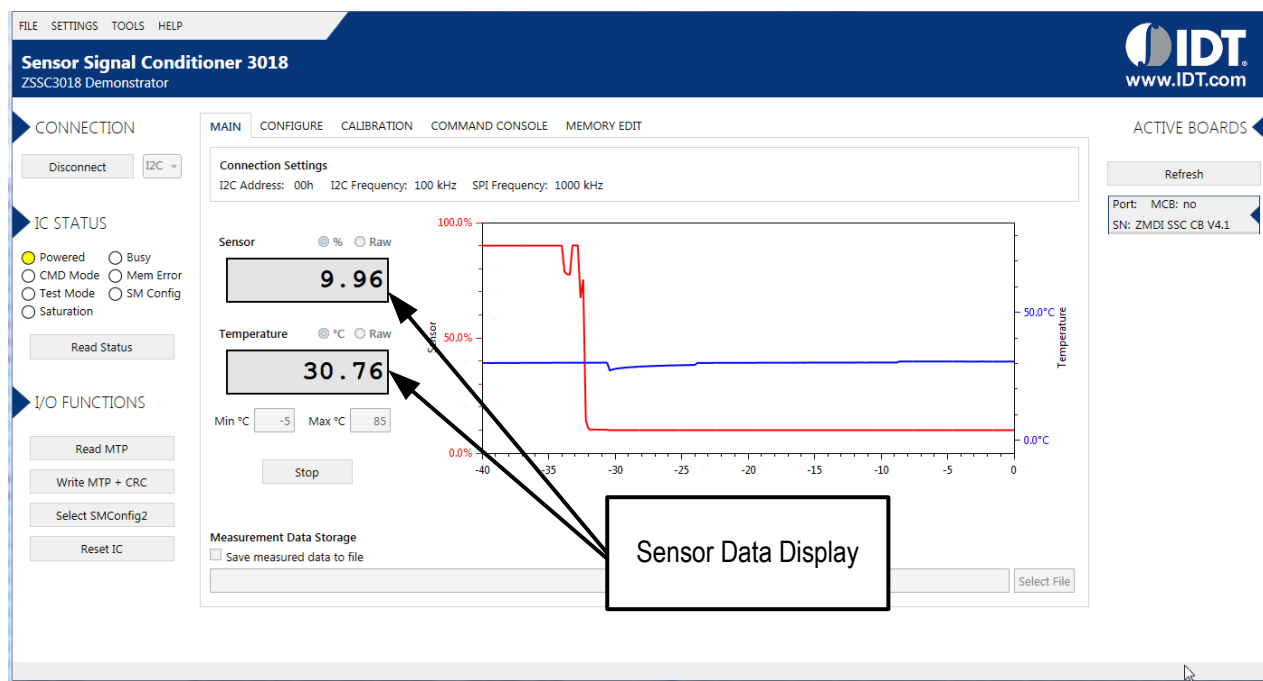 FILE SETTINGS TOOLS HELP
Sensor Signal Conditioner 3018
ZSSC3018 Demonstrator
IDT.
www.IDT.com
CONNECTION
Disconnect I2C
IC STATUS
Powered Busy
CMD Mode Mem Error
Test Mode SM Config
Saturation
Read Status
I/O FUNCTIONS
Read MTP
Write MTP + CRC
Select SMConfig2
Reset IC
MAIN CONFIGURE CALIBRATION COMMAND CONSOLE MEMORY EDIT
Connection Settings
I2C Address: 00h I2C Frequency: 100 kHz SPI Frequency: 1000 kHz
Sensor % Raw
9.96
Temperature °C Raw
30.76
Min °C -5 Max °C 85
Stop
100.0%
50.0%
0.0%
Sensor
50.0°C
0.0°C
Temperature
-40 -35 -30 -25 -20 -15 -10 -5 0
Sensor Data Display
Measurement Data Storage
Save measured data to file
Select File
ACTIVE BOARDS
Refresh
Port: MCB: no
SN: ZMDI SSC CB V4.1